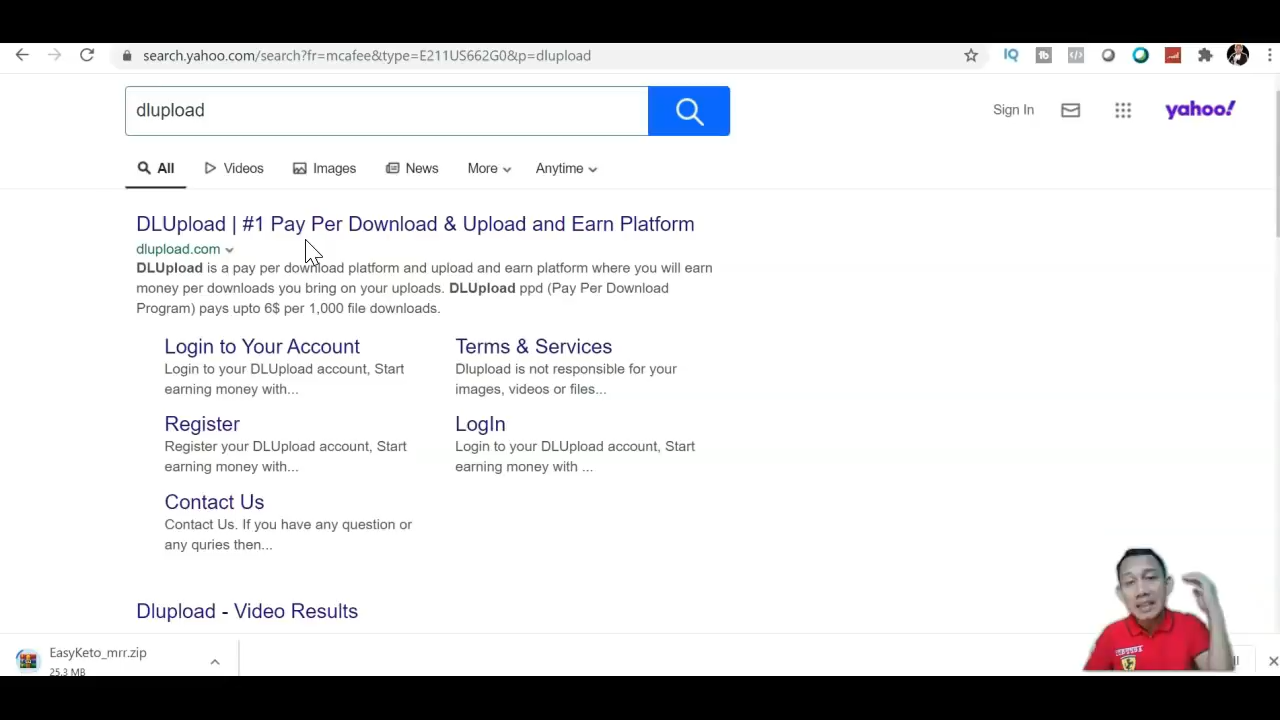 search.yahoo.com/search?fr=mcafee&type=E211US662G0&p=dlupload
dlupload
Sign In
yahoo!
All
Videos
Images
News
More
Anytime
DLUpload | #1 Pay Per Download & Upload and Earn Platform
dlupload.com
DLUpload is a pay per download platform and upload and earn platform where you will earn
money per downloads you bring on your uploads. DLUpload ppd (Pay Per Download
Program) pays upto 6$ per 1,000 file downloads.
Login to Your Account
Login to your DLUpload account, Start
earning money with...
Terms & Services
Dlupload is not responsible for your
images, videos or files...
Register
Register your DLUpload account, Start
earning money with...
LogIn
Login to your DLUpload account, Start
earning money with ...
Contact Us
Contact Us. If you have any question or
any quries then...
Dlupload - Video Results
EasyKeto_mrr.zip
25.3 MB